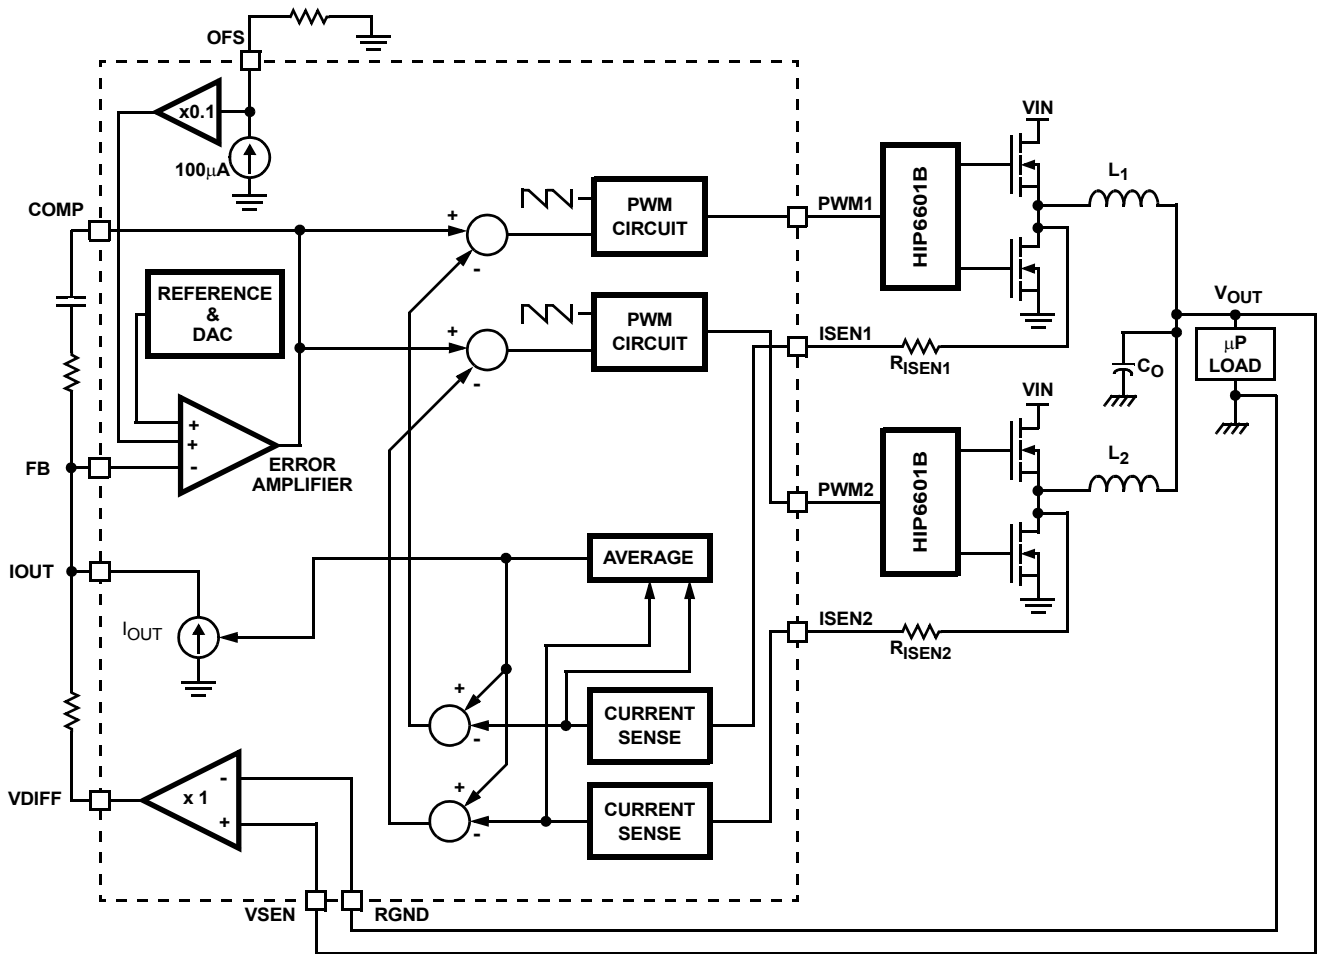 OFS
x0.1
100μA
VIN
L1
COMP
+
-
PWM
CIRCUIT
PWM1
HIP6601B
REFERENCE
&
DAC
+
-
PWM
CIRCUIT
ISEN1
RISEN1
VOUT
μP
LOAD
CO
VIN
+
+
-
FB
ERROR
AMPLIFIER
L2
PWM2
HIP6601B
IOUT
AVERAGE
IOUT
ISEN2
RISEN2
+
-
CURRENT
SENSE
VDIFF
x 1
-
+
+
-
CURRENT
SENSE
VSEN
RGND